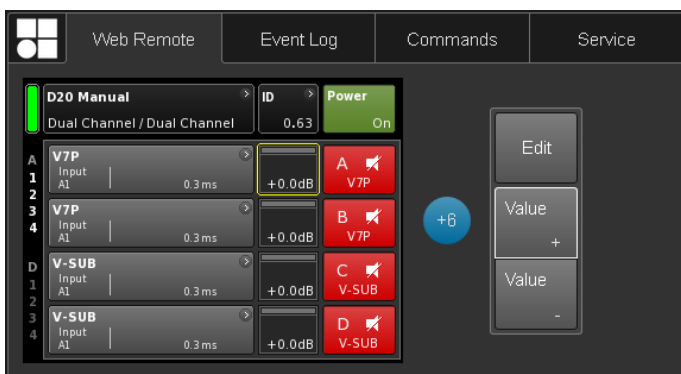 Web Remote
Event Log
Commands
Service
D20 Manual
Dual Channel / Dual Channel
ID
0.63
Power
On
A
1
2
3
4
D
1
2
3
4
V7P
Input
A1
0.3 ms
+0.0dB
A
V7P
V7P
Input
A1
0.3 ms
+0.0dB
B
V7P
V-SUB
Input
A1
0.3 ms
+0.0dB
C
V-SUB
V-SUB
Input
A1
0.3 ms
+0.0dB
D
V-SUB
+6
Edit
Value
+
Value
-